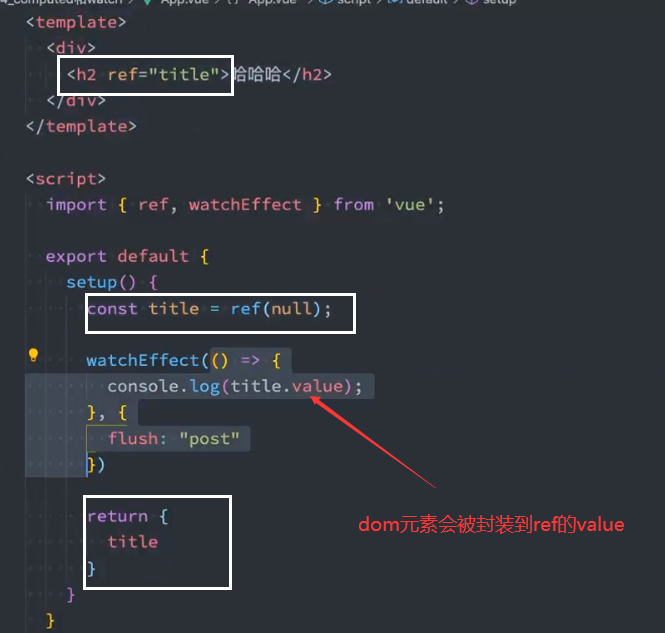 4_computed和watch > App.vue > {} "App.vue" > script > default > setup
<template>
<div>
<h2 ref="title">哈哈哈</h2>
</div>
</template>
<script>
import { ref, watchEffect } from 'vue';
export default {
setup() {
const title = ref(null);
watchEffect(() => {
console.log(title.value);
}, {
flush: "post"
})
dom元素会被封装到ref的value
return {
title
}
}
}